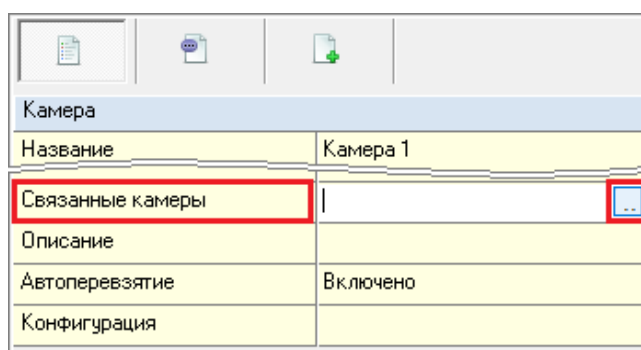 Камера
Название Камера 1
Связанные камеры ..
Описание
Автоперевзятие Включено
Конфигурация